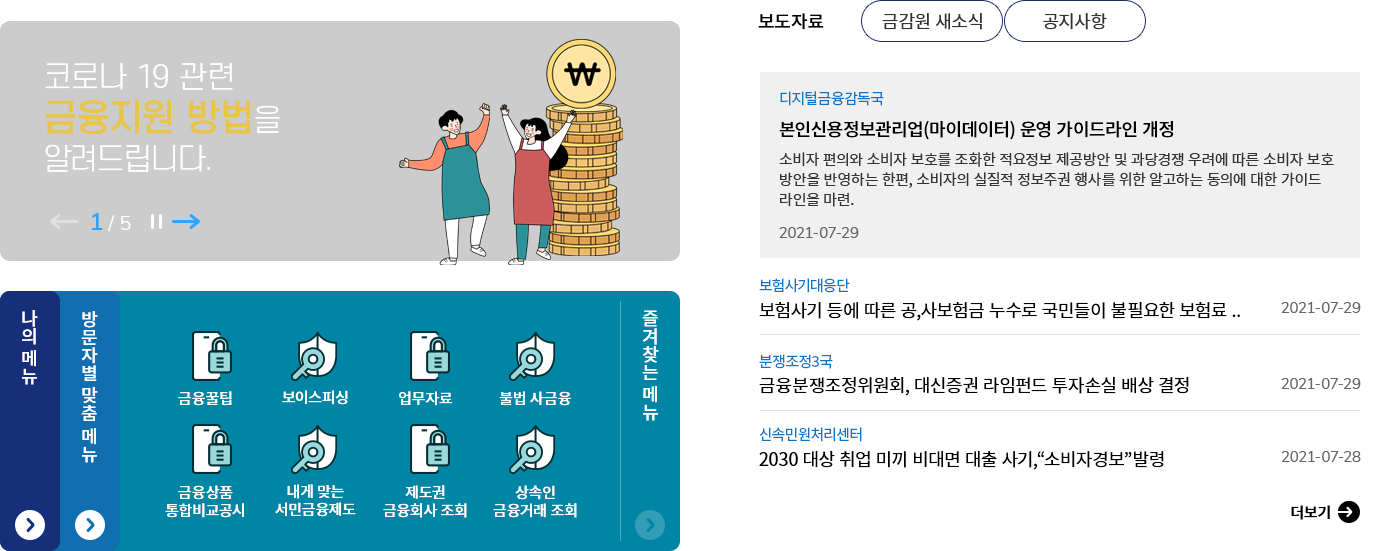 코로나 19 관련
금융지원 방법을
알려드립니다.
1 / 5
나의 메뉴
방문자별 맞춤 메뉴
금융꿀팁
보이스피싱
업무자료
불법 사금융
금융상품
통합비교공시
내게 맞는
서민금융제도
제도권
금융회사 조회
상속인
금융거래 조회
즐겨찾는 메뉴
보도자료
금감원 새소식
공지사항
디지털금융감독국
본인신용정보관리업(마이데이터) 운영 가이드라인 개정
소비자 편의와 소비자 보호를 조화한 적요정보 제공방안 및 과당경쟁 우려에 따른 소비자 보호
방안을 반영하는 한편, 소비자의 실질적 정보주권 행사를 위한 알고하는 동의에 대한 가이드
라인을 마련.
2021-07-29
보험사기대응단
보험사기 등에 따른 공,사보험금 누수로 국민들이 불필요한 보험료 ..
2021-07-29
분쟁조정3국
금융분쟁조정위원회, 대신증권 라임펀드 투자손실 배상 결정
2021-07-29
신속민원처리센터
2030 대상 취업 미끼 비대면 대출 사기,“소비자경보”발령
2021-07-28
더보기